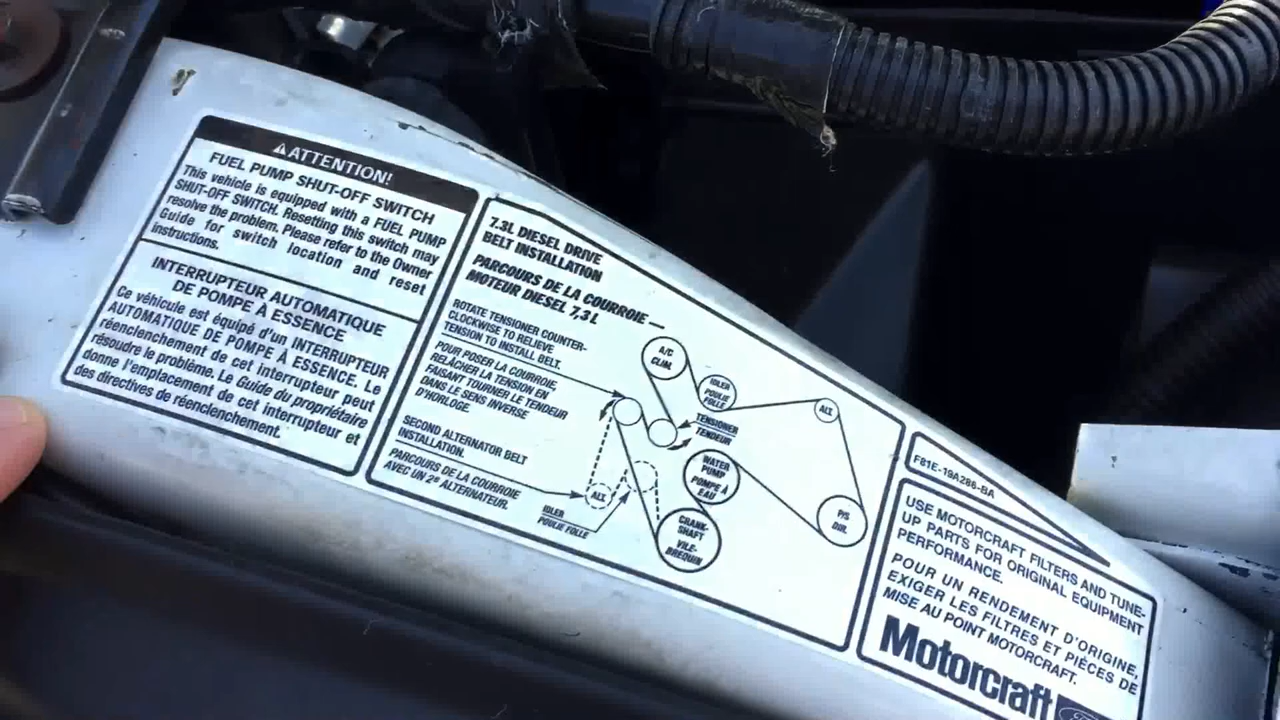 ⚠ATTENTION!
FUEL PUMP SHUT-OFF SWITCH
This vehicle is equipped with a FUEL PUMP
SHUT-OFF SWITCH. Resetting this switch may
resolve the problem. Please refer to the Owner
Guide for switch location and reset
instructions.
INTERRUPTEUR AUTOMATIQUE
DE POMPE À ESSENCE
Ce véhicule est équipé d'un INTERRUPTEUR
AUTOMATIQUE DE POMPE À ESSENCE. Le
réenclenchement de cet interrupteur peut
résoudre le problème. Le Guide du propriétaire
donne l'emplacement de cet interrupteur et
des directives de réenclenchement.
7.3L DIESEL DRIVE
BELT INSTALLATION
PARCOURS DE LA COURROIE —
MOTEUR DIESEL 7,3 L
ROTATE TENSIONER COUNTER-
CLOCKWISE TO RELIEVE
TENSION TO INSTALL BELT.
POUR POSER LA COURROIE,
RELÂCHER LA TENSION EN
FAISANT TOURNER LE TENDEUR
DANS LE SENS INVERSE
D'HORLOGE.
SECOND ALTERNATOR BELT
INSTALLATION.
PARCOURS DE LA COURROIE
AVEC UN 2e ALTERNATEUR.
A/C
CLIM.
IDLER
POULIE
FOLLE
ALT.
TENSIONER
TENDEUR
WATER
PUMP
POMPE À
EAU
P/S
DIR.
ALT.
IDLER
POULIE FOLLE
CRANK-
SHAFT
VILE-
BREQUIN
F81E-19A286-BA
USE MOTORCRAFT FILTERS AND TUNE-
UP PARTS FOR ORIGINAL EQUIPMENT
PERFORMANCE.
POUR UN RENDEMENT D'ORIGINE,
EXIGER LES FILTRES ET PIÈCES DE
MISE AU POINT MOTORCRAFT.
Motorcraft